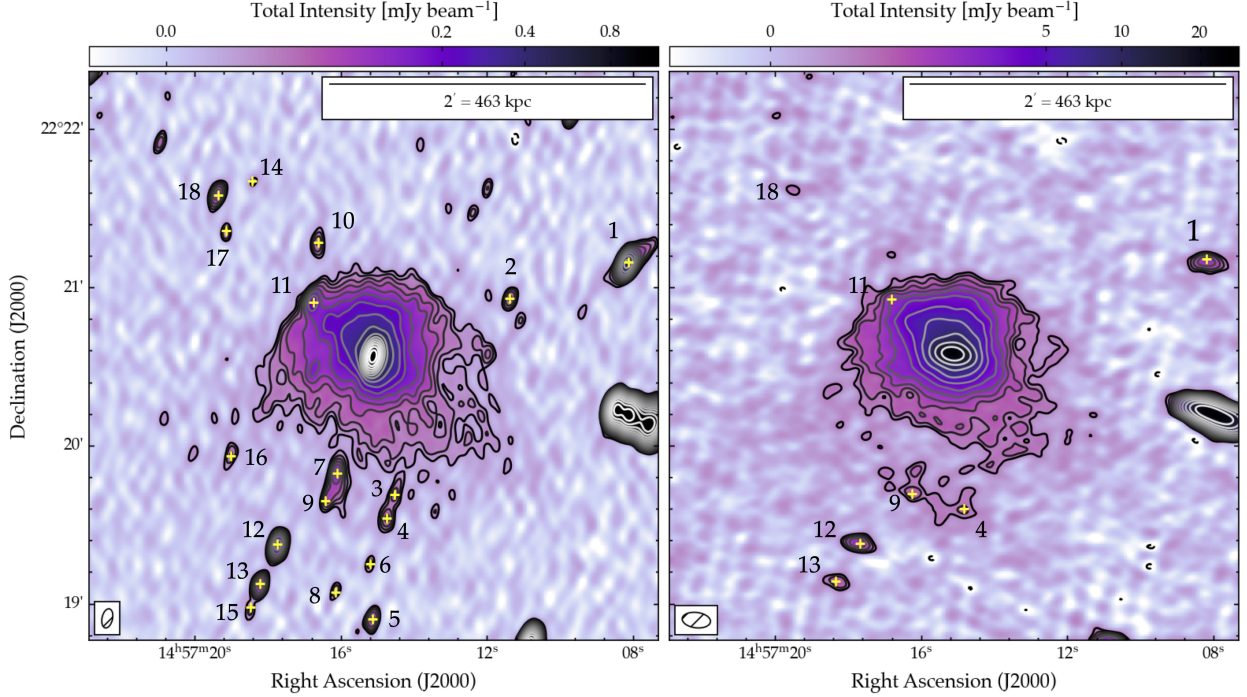 Total Intensity [mJy beam⁻¹]
0.0 0.2 0.4 0.8
2′ = 463 kpc
22°22′
21′
20′
19′
Declination (J2000)
14
18
17
10
1
2
11
16
7
3
9
4
12
6
13
8
15
5
14ʰ57ᵐ20ˢ 16ˢ 12ˢ 08ˢ
Right Ascension (J2000)
Total Intensity [mJy beam⁻¹]
0 5 10 20
2′ = 463 kpc
18
1
11
9
4
12
13
14ʰ57ᵐ20ˢ 16ˢ 12ˢ 08ˢ
Right Ascension (J2000)